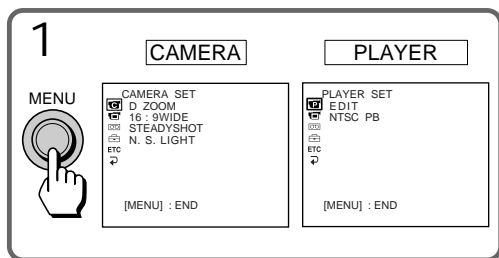 1
CAMERA
PLAYER
MENU
CAMERA SET
C D ZOOM
16 : 9WIDE
STEADYSHOT
N. S. LIGHT
ETC
[MENU] : END
PLAYER SET
P EDIT
NTSC PB
ETC
[MENU] : END